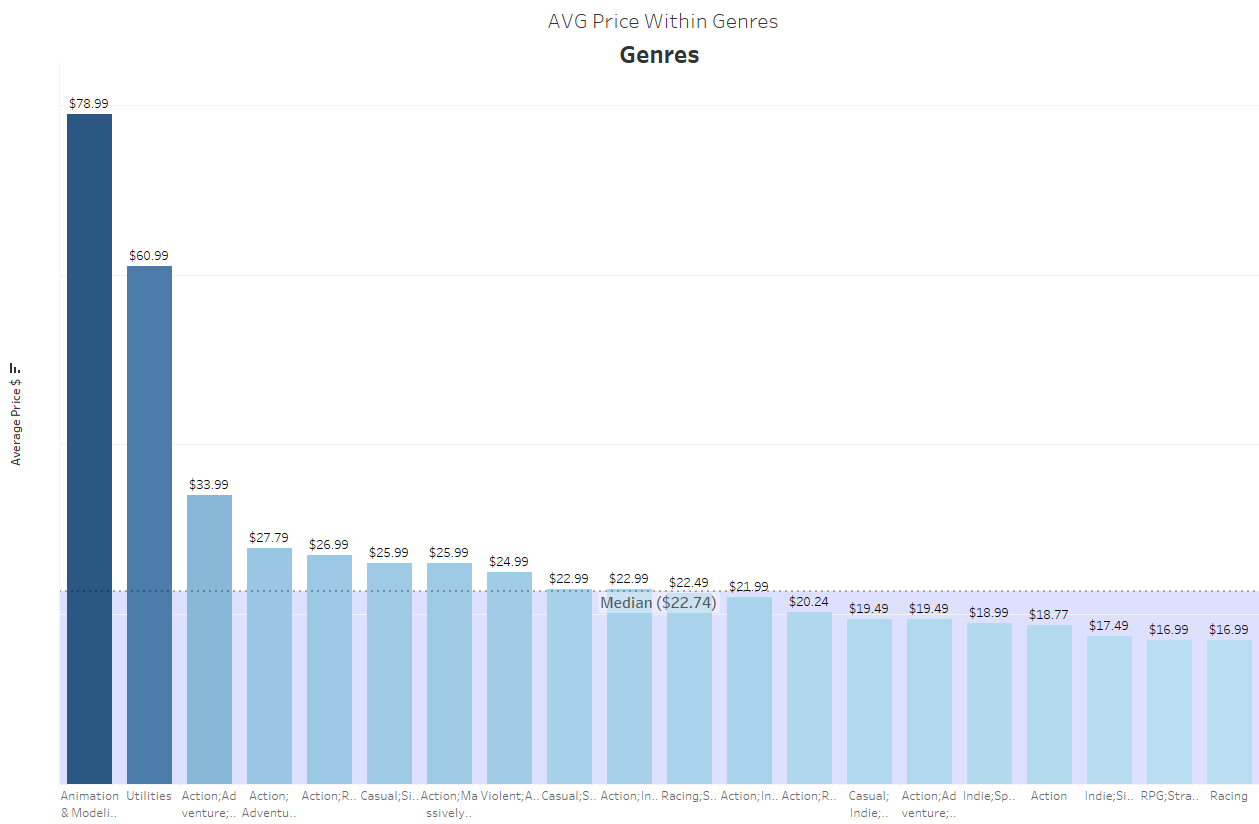 AVG Price Within Genres
Genres
Average Price $
$78.99
$60.99
$33.99
$27.79
$26.99
$25.99
$25.99
$24.99
$22.99
$22.99
$22.49
$21.99
$20.24
$19.49
$19.49
$18.99
$18.77
$17.49
$16.99
$16.99
Median ($22.74)
Animation
& Modeli..
Utilities
Action;Ad
venture;..
Action;
Adventu..
Action;R..
Casual;Si..
Action;Ma
ssively..
Violent;A..
Casual;S..
Action;In..
Racing;S..
Action;In..
Action;R..
Casual;
Indie;..
Action;Ad
venture;..
Indie;Sp..
Action
Indie;Si..
RPG;Stra..
Racing